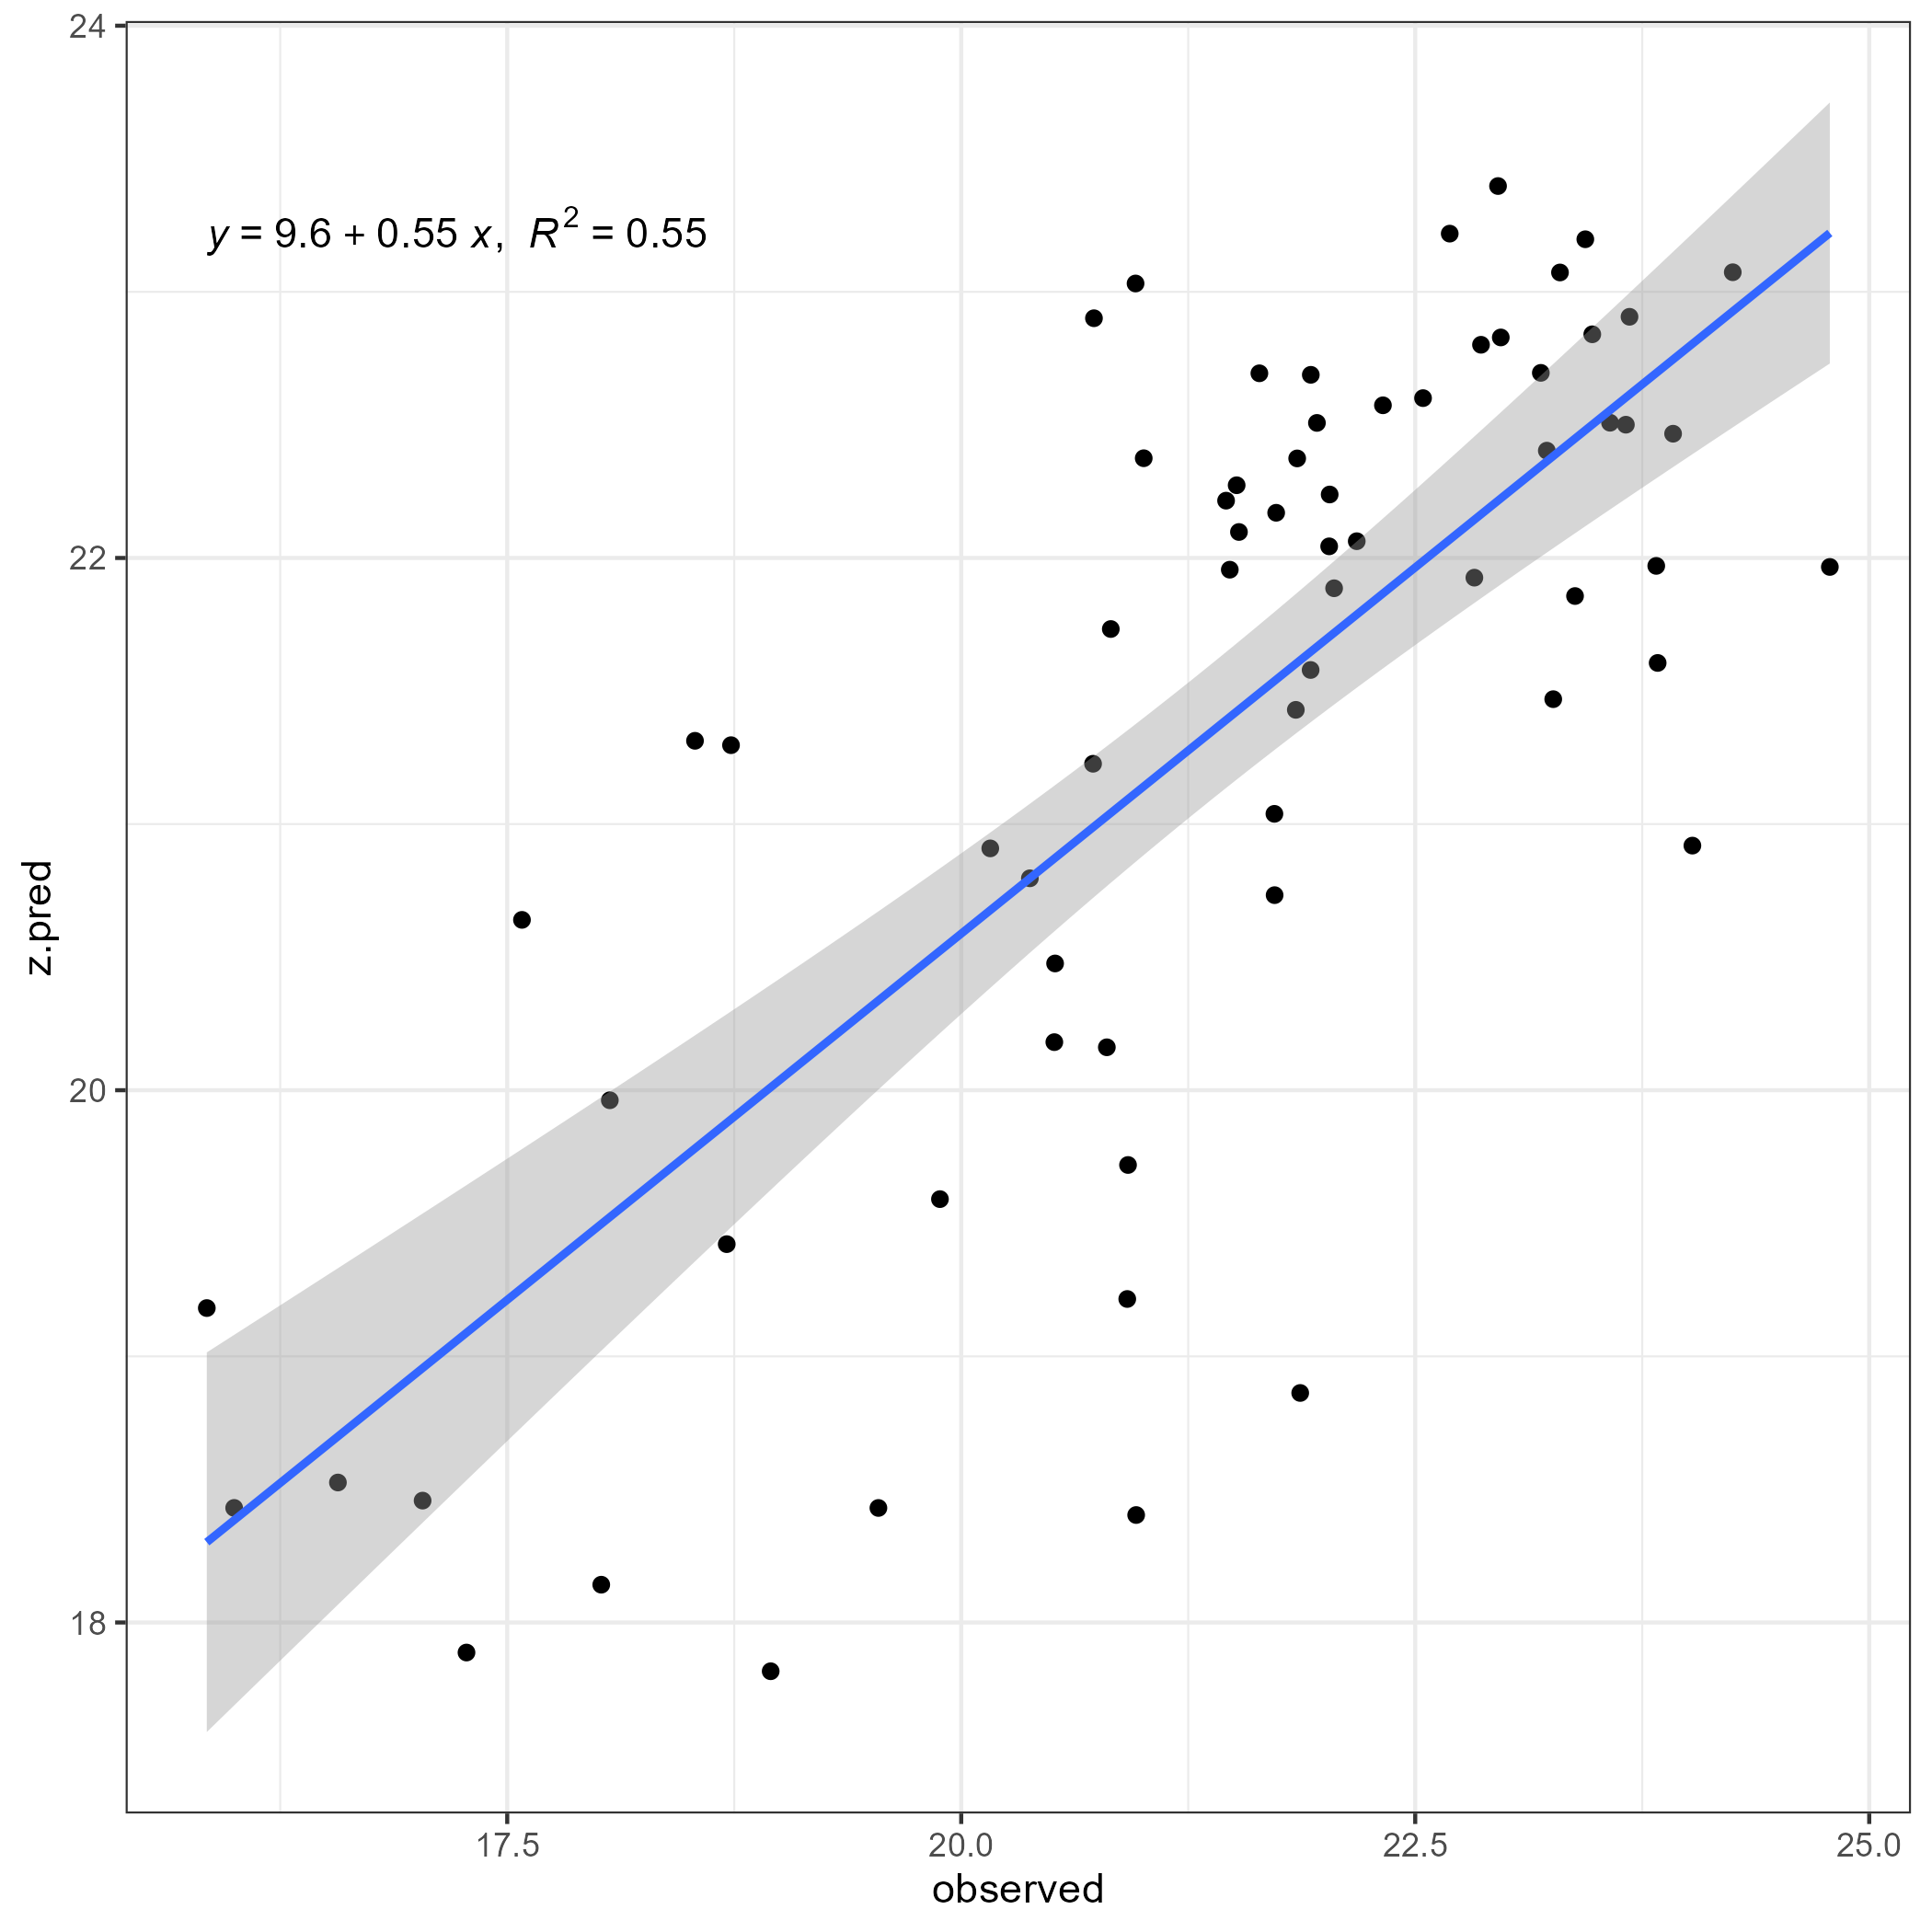 24
y = 9.6 + 0.55 x, R² = 0.55
22
z.pred
20
18
17.5 20.0 22.5 25.0
observed